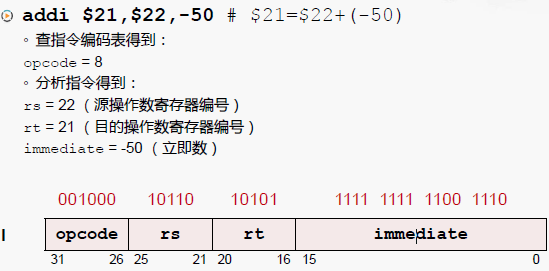 addi $21,$22,-50 # $21=$22+(-50)
◦ 查指令编码表得到：
opcode = 8
◦ 分析指令得到：
rs = 22 （源操作数寄存器编号）
rt = 21 （目的操作数寄存器编号）
immediate = -50 （立即数）
001000 10110 10101 1111 1111 1100 1110
I opcode rs rt immediate
31 26 25 21 20 16 15 0